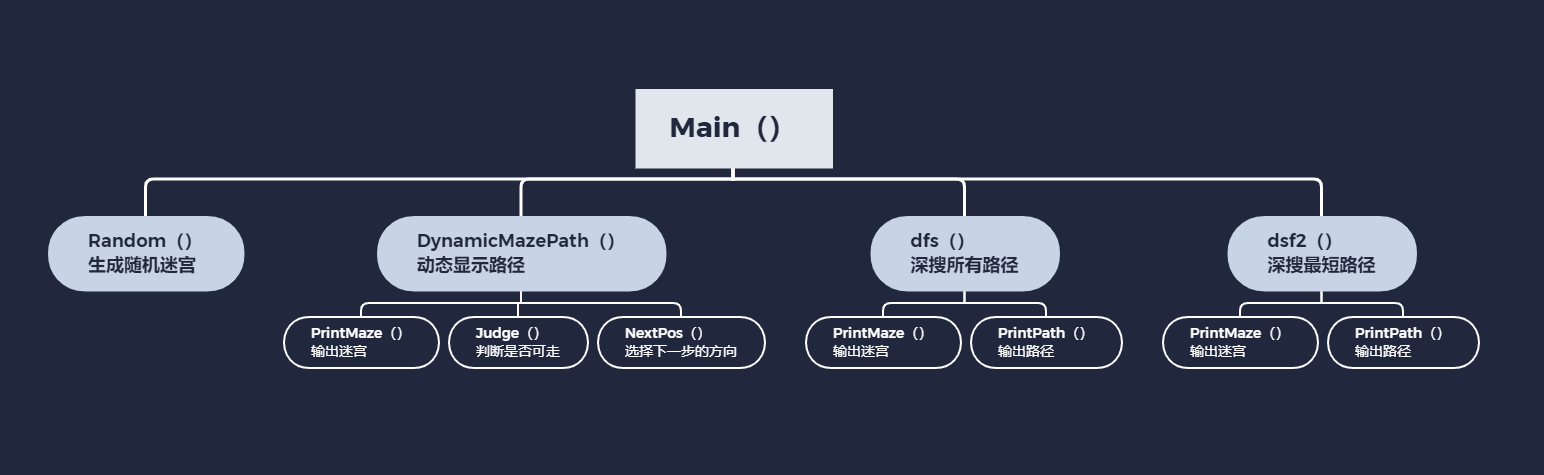 Main（）
Random（）
生成随机迷宫
DynamicMazePath（）
动态显示路径
dfs（）
深搜所有路径
dsf2（）
深搜最短路径
PrintMaze（）
输出迷宫
Judge（）
判断是否可走
NextPos（）
选择下一步的方向
PrintMaze（）
输出迷宫
PrintPath（）
输出路径
PrintMaze（）
输出迷宫
PrintPath（）
输出路径